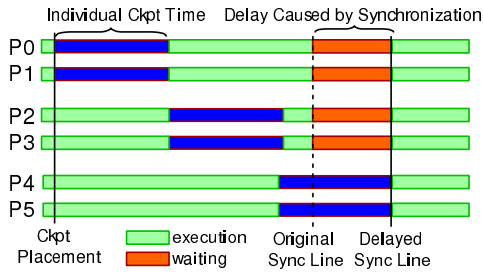 Individual Ckpt Time
Delay Caused by Synchronization
P0
P1
P2
P3
P4
P5
Ckpt
Placement
execution
waiting
Original
Sync Line
Delayed
Sync Line